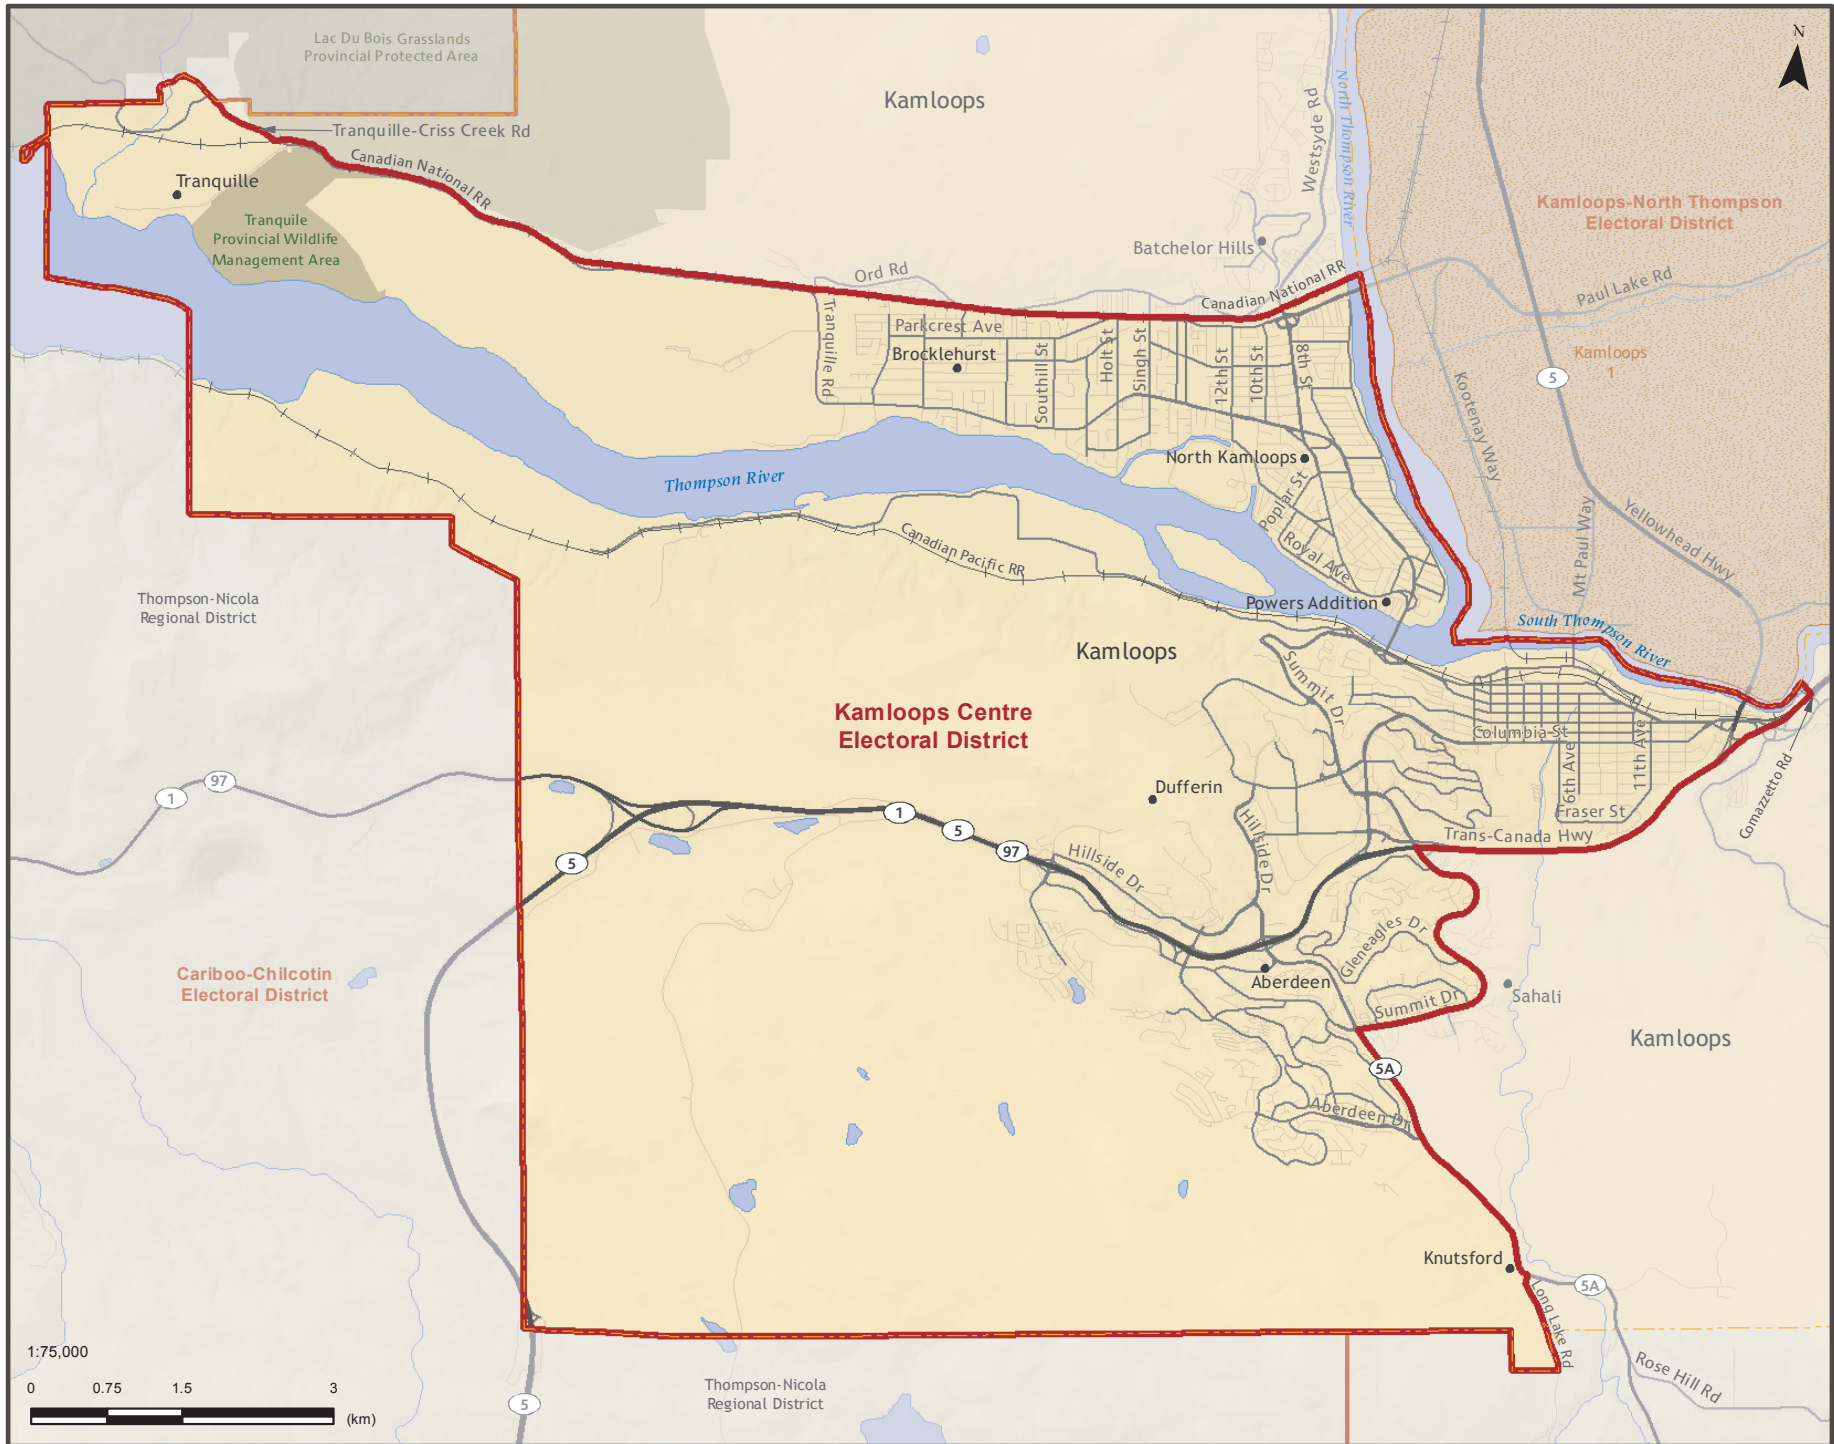 N
Lac Du Bois Grasslands
Provincial Protected Area
Kamloops
Westsyde Rd
North Thompson River
Tranquille-Criss Creek Rd
Canadian National RR
Tranquille
Kamloops-North Thompson
Electoral District
Tranquile
Provincial Wildlife
Management Area
Batchelor Hills
Ord Rd
Canadian National RR
Paul Lake Rd
Tranquille Rd
Parkcrest Ave
Brocklehurst
Southill St
Holt St
Singh St
12th St
10th St
8th St
Kamloops
1
5
Kootenay Way
North Kamloops
Thompson River
Poplar St
Royal Ave
Canadian Pacific RR
Mt Paul Way
Yellowhead Hwy
Thompson-Nicola
Regional District
Powers Addition
South Thompson River
Kamloops
Summit Dr
Kamloops Centre
Electoral District
Columbia St
6th Ave
11th Ave
Comazzetto Rd
97
1
Dufferin
1
5
97
5
Hillside Dr
Hillside Dr
Fraser St
Trans-Canada Hwy
Gleneagles Dr
Cariboo-Chilcotin
Electoral District
Aberdeen
Summit Dr
Sahali
Kamloops
5A
Aberdeen Dr
Knutsford
5A
Long Lake Rd
Rose Hill Rd
1:75,000
0 0.75 1.5 3
(km)
5
Thompson-Nicola
Regional District